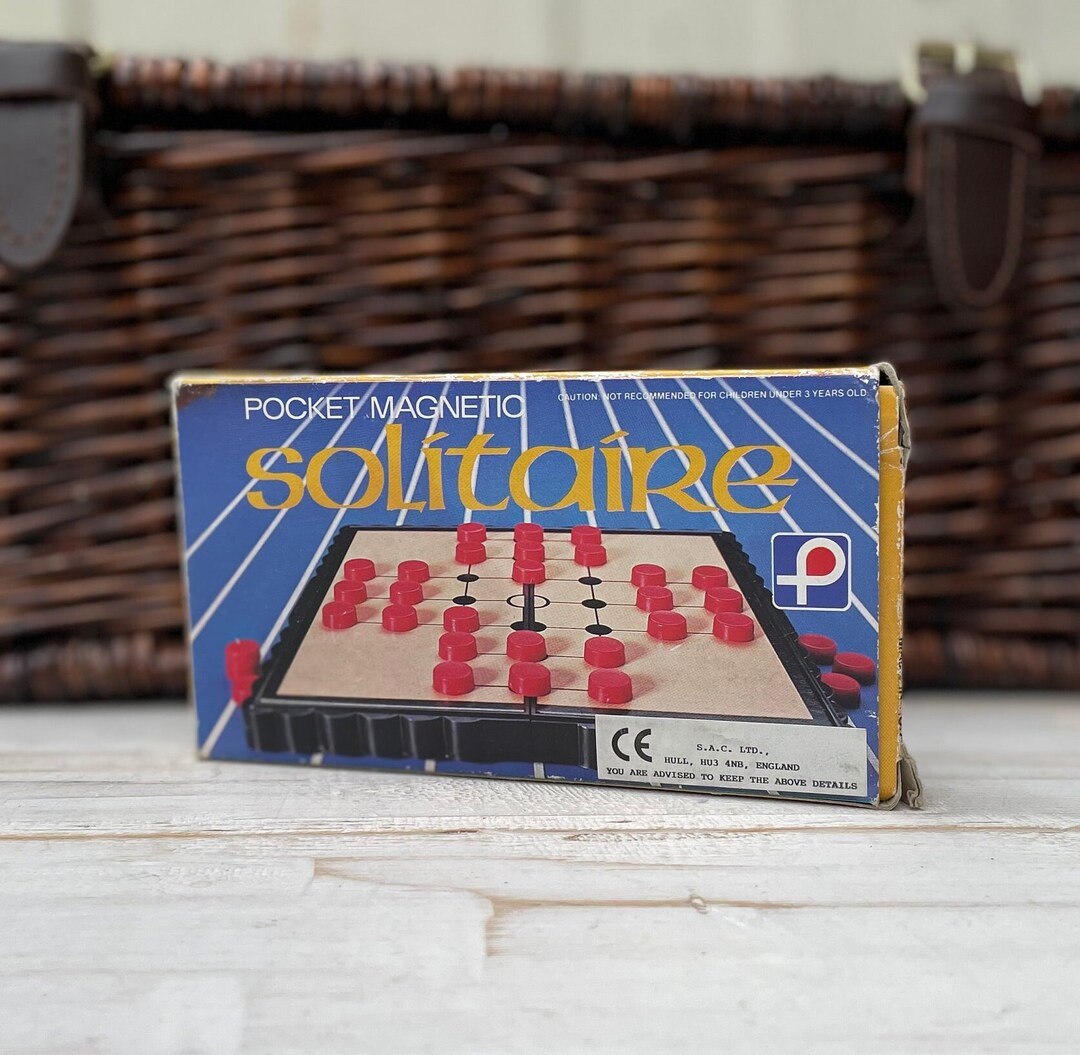 POCKET MAGNETIC
CAUTION: NOT RECOMMENDED FOR CHILDREN UNDER 3 YEARS OLD.
solitaire
P
CE
S.A.C. LTD.,
HULL, HU3 4NB, ENGLAND
YOU ARE ADVISED TO KEEP THE ABOVE DETAILS